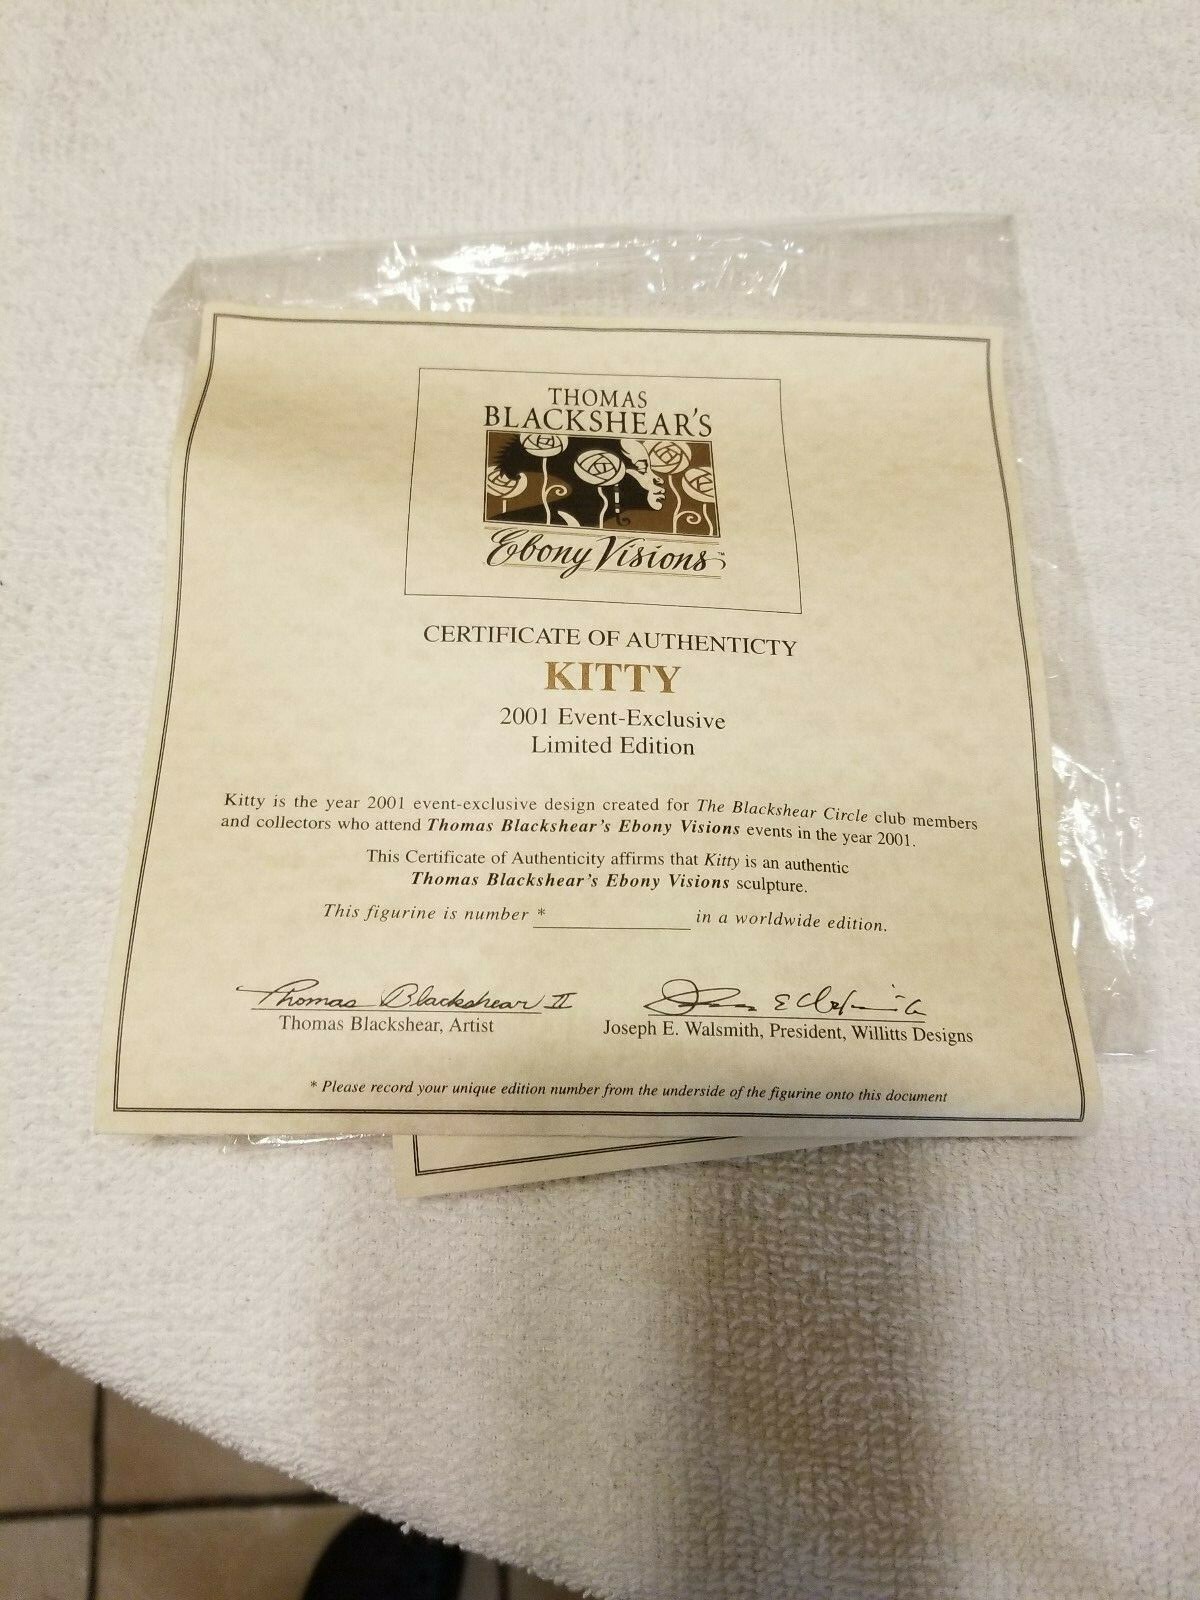 THOMAS
BLACKSHEAR'S
Ebony Visions™
CERTIFICATE OF AUTHENTICTY
KITTY
2001 Event-Exclusive
Limited Edition
Kitty is the year 2001 event-exclusive design created for The Blackshear Circle club members
and collectors who attend Thomas Blackshear's Ebony Visions events in the year 2001.
This Certificate of Authenticity affirms that Kitty is an authentic
Thomas Blackshear's Ebony Visions sculpture.
This figurine is number * in a worldwide edition.
Thomas Blackshear II
Thomas Blackshear, Artist
Joseph E. Walsmith, President, Willitts Designs
* Please record your unique edition number from the underside of the figurine onto this document